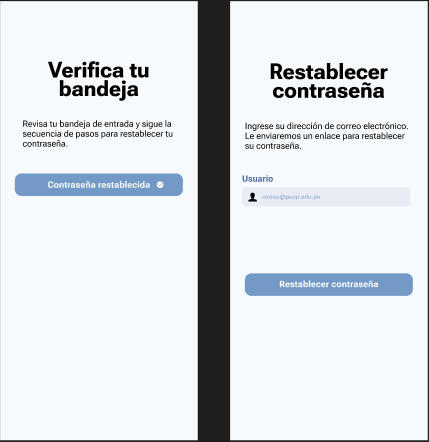 Verifica tu
bandeja
Revisa tu bandeja de entrada y sigue la
secuencia de pasos para restablecer tu
contraseña.
Contraseña restablecida
Restablecer
contraseña
Ingrese su dirección de correo electrónico.
Le enviaremos un enlace para restablecer
su contraseña.
Usuario
correo@pucp.edu.pe
Restablecer contraseña